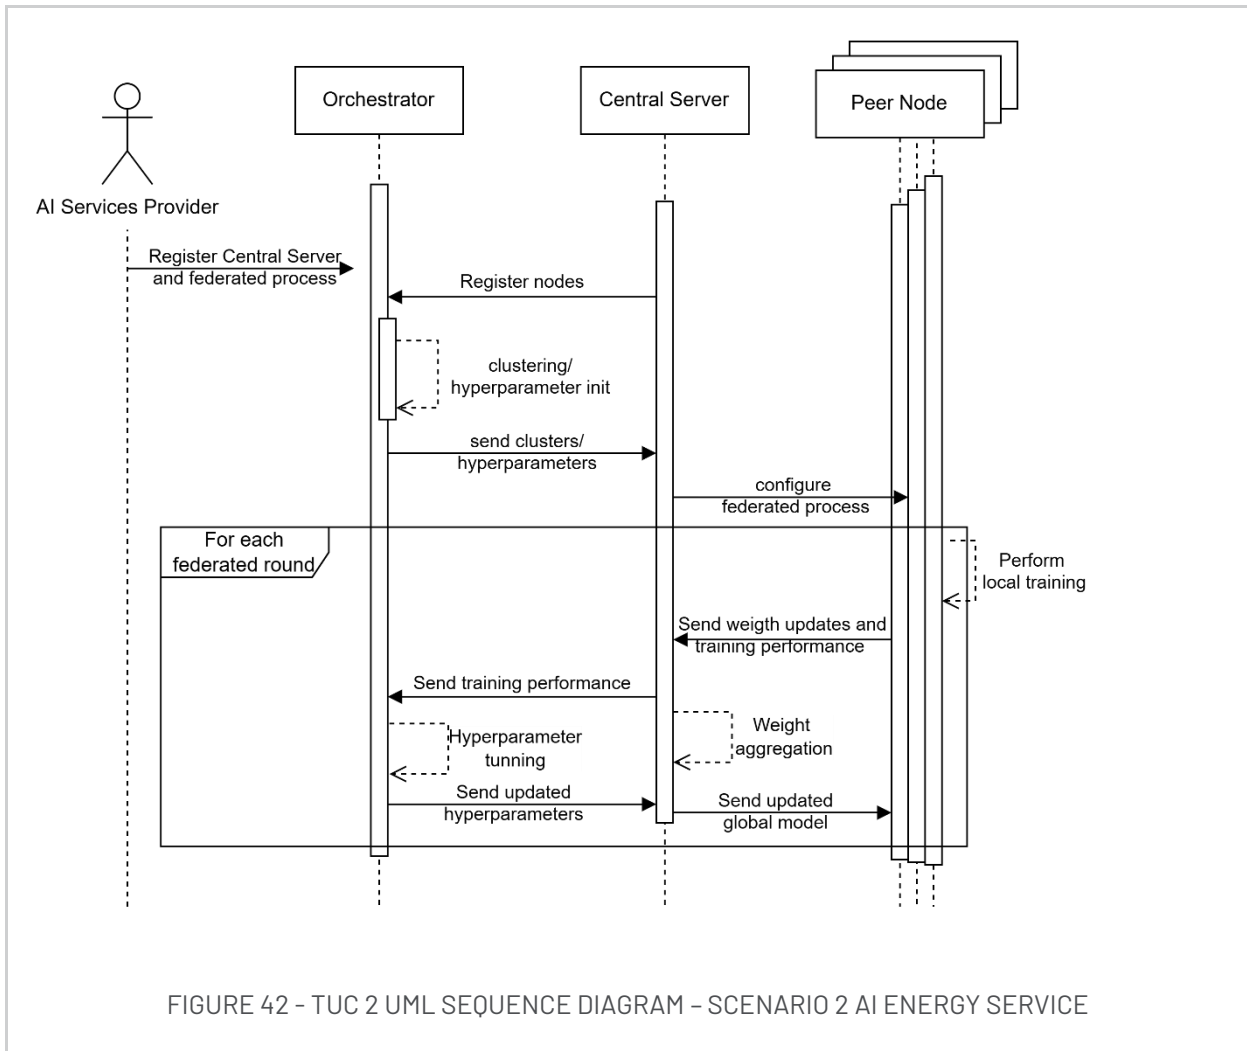 Orchestrator
Central Server
Peer Node
AI Services Provider
Register Central Server
and federated process
Register nodes
clustering/
hyperparameter init
send clusters/
hyperparameters
configure
federated process
For each
federated round
Perform
local training
Send weigth updates and
training performance
Send training performance
Hyperparameter
tunning
Weight
aggregation
Send updated
hyperparameters
Send updated
global model
FIGURE 42 - TUC 2 UML SEQUENCE DIAGRAM – SCENARIO 2 AI ENERGY SERVICE